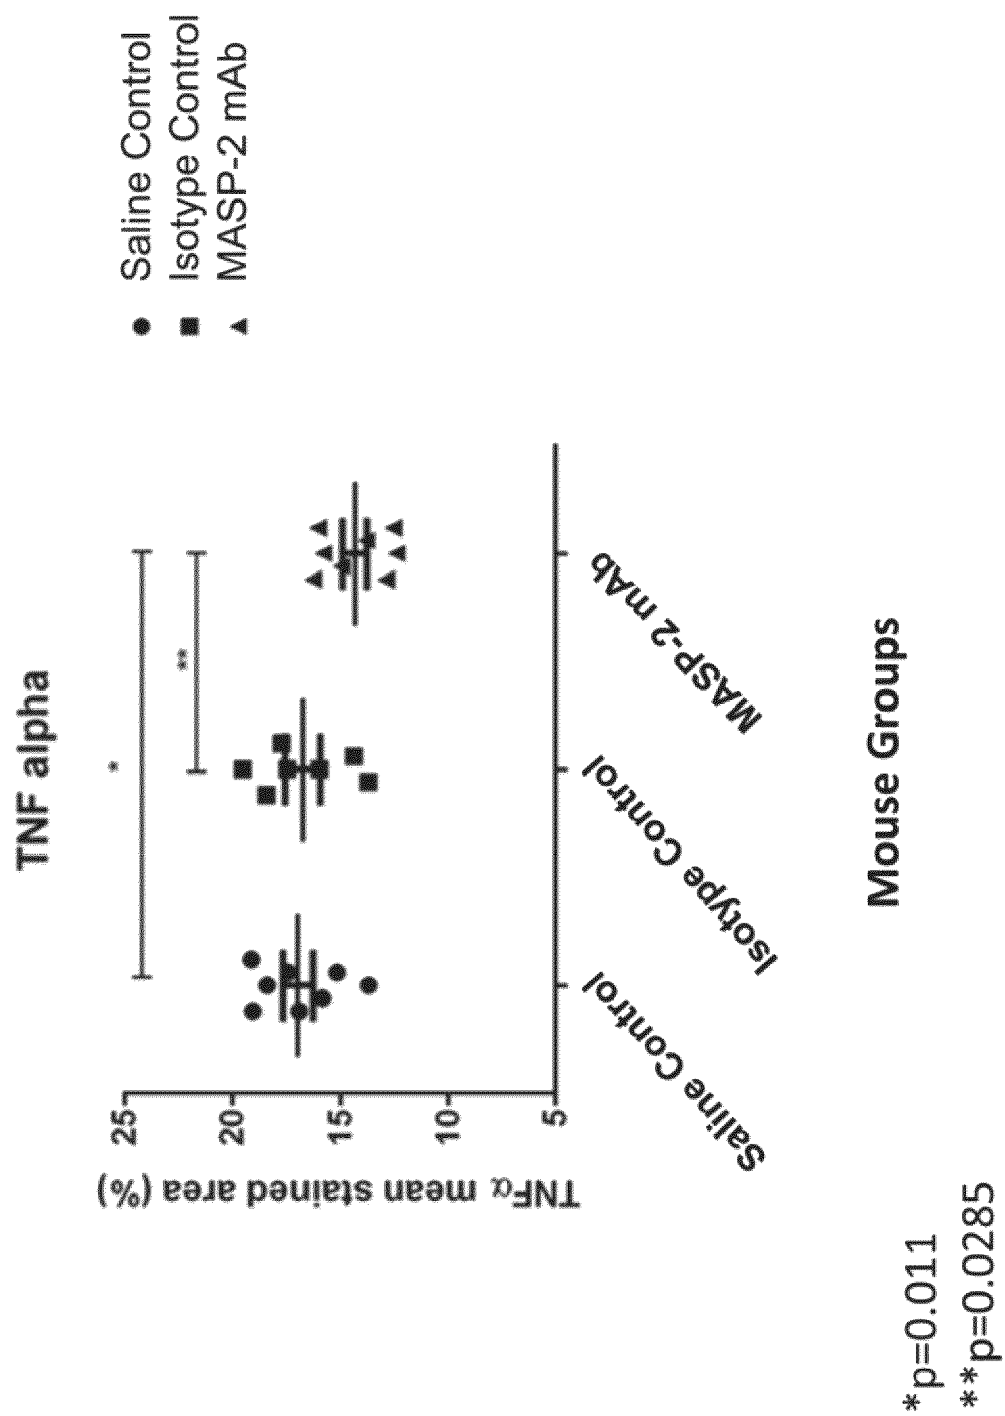 TNF alpha
*
**
● Saline Control
■ Isotype Control
▲ MASP-2 mAb
TNFα mean stained area (%)
25
20
15
10
5
Saline Control
Isotype Control
MASP-2 mAb
Mouse Groups
*p=0.011
**p=0.0285